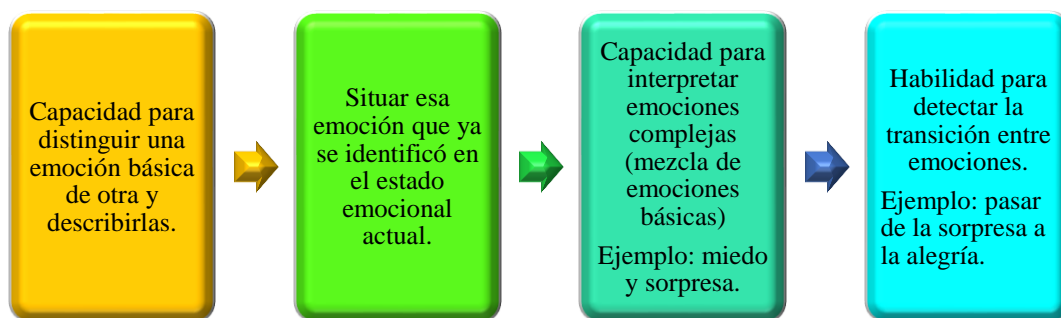 Capacidad para
distinguir una
emoción básica
de otra y
describirlas.
Situar esa
emoción que ya
se identificó en
el estado
emocional
actual.
Capacidad para
interpretar
emociones
complejas
(mezcla de
emociones
básicas)
Ejemplo: miedo
y sorpresa.
Habilidad para
detectar la
transición entre
emociones.
Ejemplo: pasar
de la sorpresa a
la alegría.